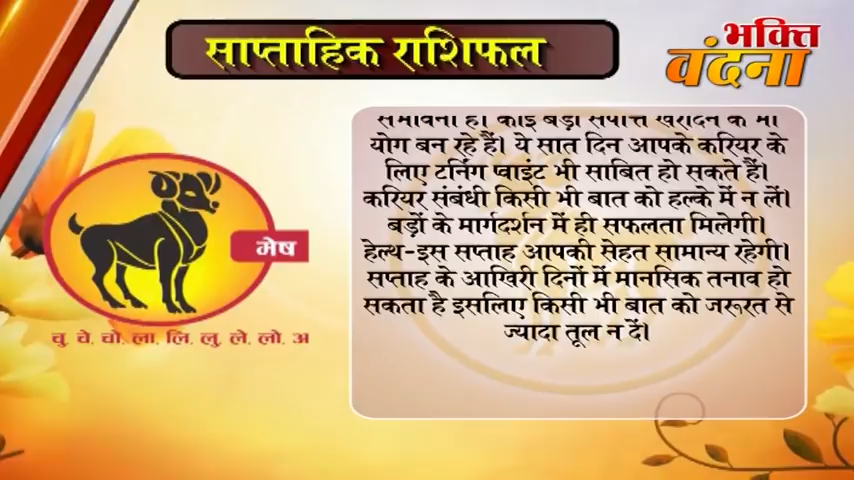 साप्ताहिक राशिफल
भक्ति
वंदना
योग बन रहे हैं। ये सात दिन आपके करियर के
लिए टर्निंग प्वाइंट भी साबित हो सकते हैं।
करियर संबंधी किसी भी बात को हल्के में न लें।
बड़ों के मार्गदर्शन में ही सफलता मिलेगी।
हेल्थ-इस सप्ताह आपकी सेहत सामान्य रहेगी।
सप्ताह के आखिरी दिनों में मानसिक तनाव हो
सकता है इसलिए किसी भी बात को जरूरत से
ज्यादा तूल न दें।
मेष
चु, चे, चो, ला, लि, लु, ले, लो, अ